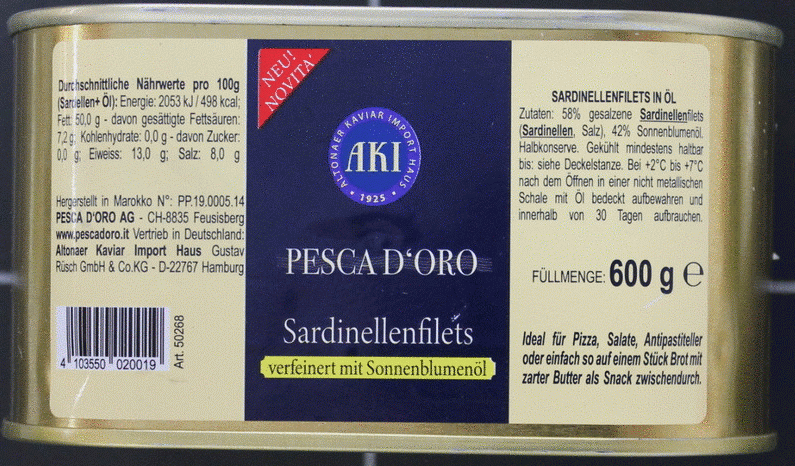 Durchschnittliche Nährwerte pro 100g
(Sardellen+ Öl): Energie: 2053 kJ / 498 kcal;
Fett: 50,0 g - davon gesättigte Fettsäuren:
7,2 g; Kohlenhydrate: 0,0 g - davon Zucker:
0,0 g; Eiweiss: 13,0 g; Salz: 8,0 g
Hergerstellt in Marokko N°: PP.19.0005.14
PESCA D'ORO AG - CH-8835 Feusisberg
www.pescadoro.it Vertrieb in Deutschland:
Altonaer Kaviar Import Haus Gustav
Rüsch GmbH & Co.KG - D-22767 Hamburg
4 103550 020019
Art. 50268
NEU!
NOVITA'
ALTONAER KAVIAR IMPORT HAUS
AKI
• 1925 •
PESCA D'ORO
Sardinellenfilets
verfeinert mit Sonnenblumenöl
SARDINELLENFILETS IN ÖL
Zutaten: 58% gesalzene Sardinellenfilets
(Sardinellen, Salz), 42% Sonnenblumenöl.
Halbkonserve. Gekühlt mindestens haltbar
bis: siehe Deckelstanze. Bei +2°C bis +7°C
nach dem Öffnen in einer nicht metallischen
Schale mit Öl bedeckt aufbewahren und
innerhalb von 30 Tagen aufbrauchen.
FÜLLMENGE: 600 g ℮
Ideal für Pizza, Salate, Antipastiteller
oder einfach so auf einem Stück Brot mit
zarter Butter als Snack zwischendurch.